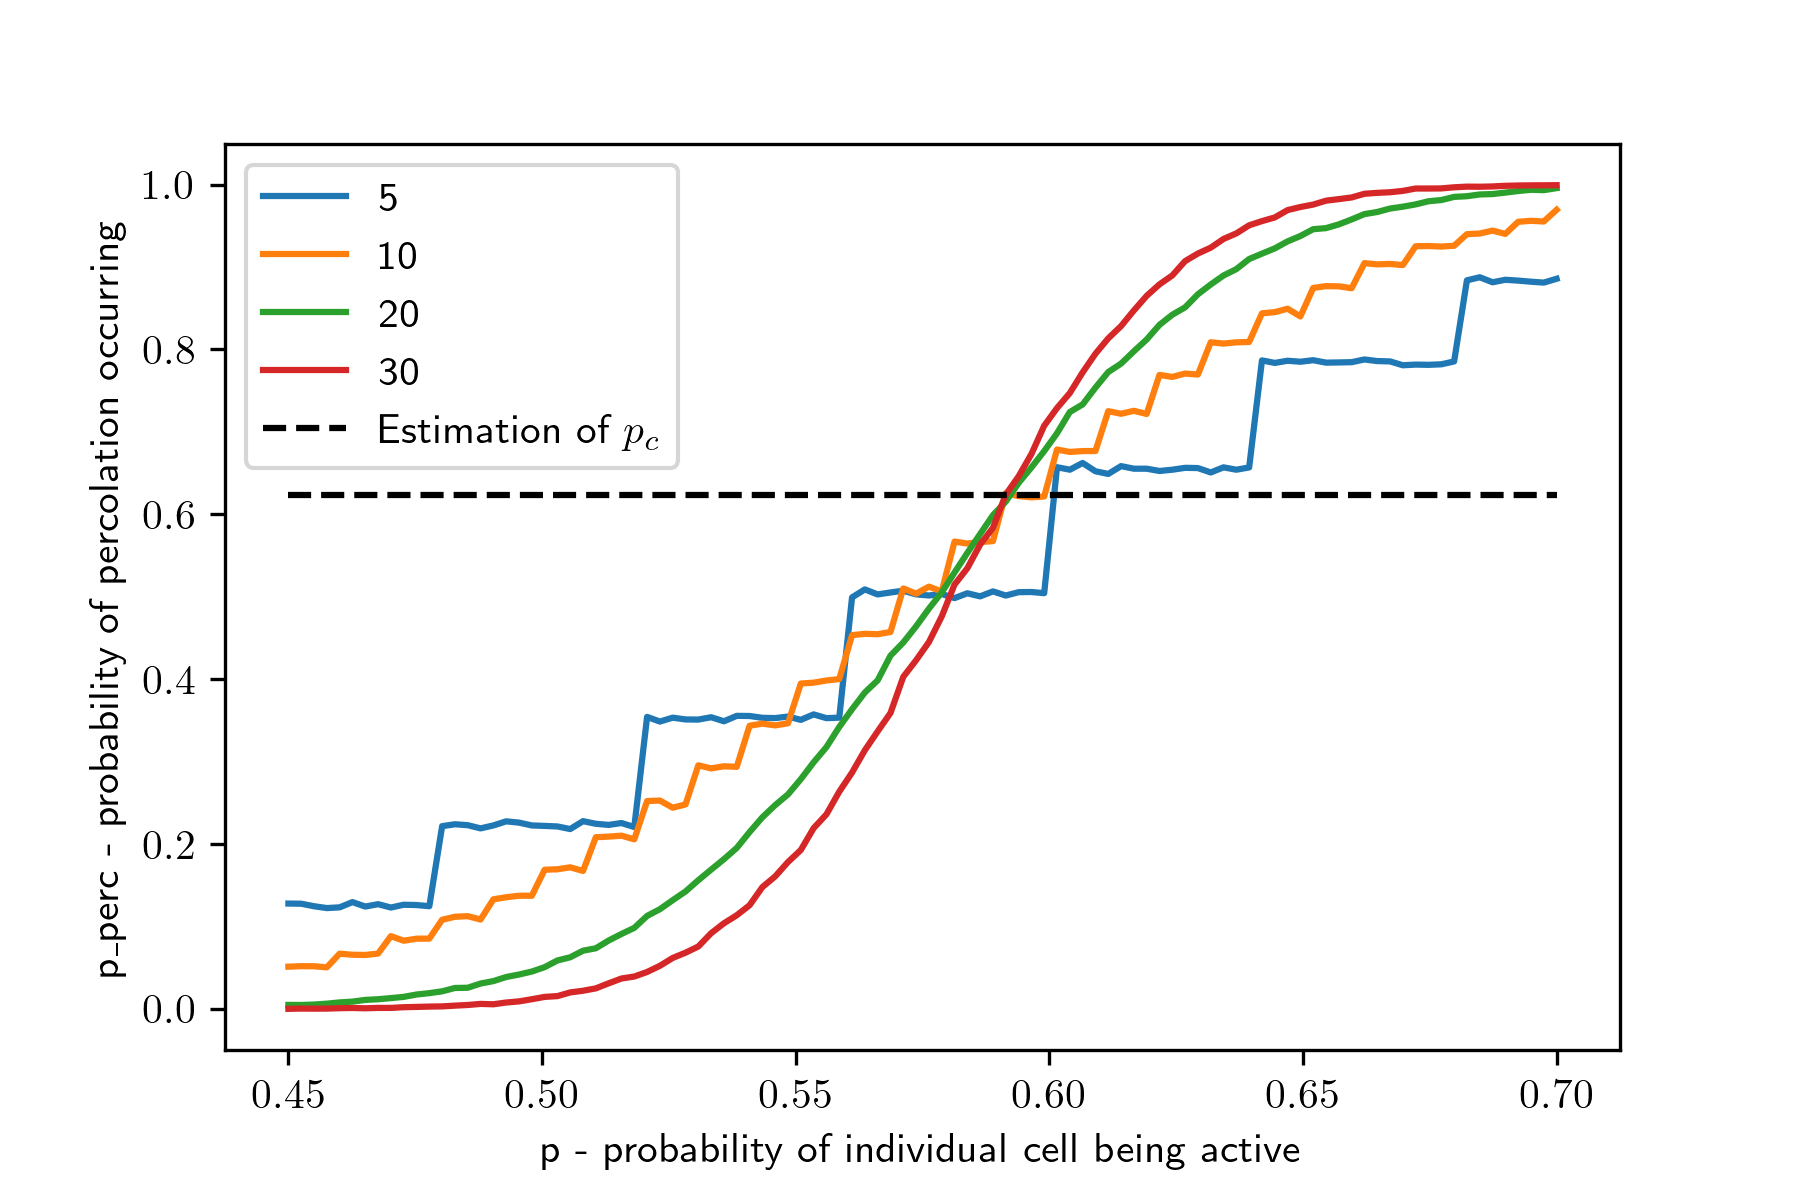 5
10
20
30
Estimation of p_c
1.0
0.8
0.6
0.4
0.2
0.0
p_perc - probability of percolation occurring
0.45 0.50 0.55 0.60 0.65 0.70
p - probability of individual cell being active